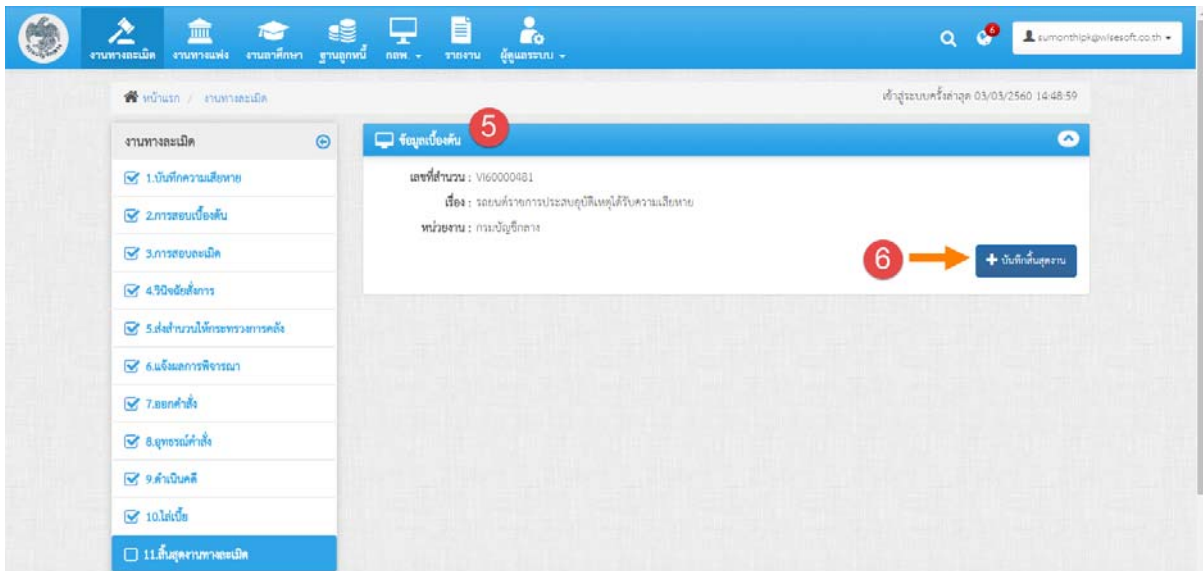 งานทางละเมิด งานทางแพ่ง งานลาศึกษา ฐานลูกหนี้ กลพ. รายงาน ผู้ดูแลระบบ
6
sumonthipk@wisesoft.co.th
หน้าแรก / งานทางละเมิด
เข้าสู่ระบบครั้งล่าสุด 03/03/2560 14:48:59
งานทางละเมิด
1.บันทึกความเสียหาย
2.การสอบเบื้องต้น
3.การสอบละเมิด
4.วินิจฉัยสั่งการ
5.ส่งสำนวนให้กระทรวงการคลัง
6.แจ้งผลการพิจารณา
7.ออกคำสั่ง
8.อุทธรณ์คำสั่ง
9.ดำเนินคดี
10.ไล่เบี้ย
11.สิ้นสุดงานทางละเมิด
ข้อมูลเบื้องต้น 5
เลขที่สำนวน : VI60000481
เรื่อง : รถยนต์ราชการประสบอุบัติเหตุได้รับความเสียหาย
หน่วยงาน : กรมบัญชีกลาง
6 + บันทึกสิ้นสุดงาน